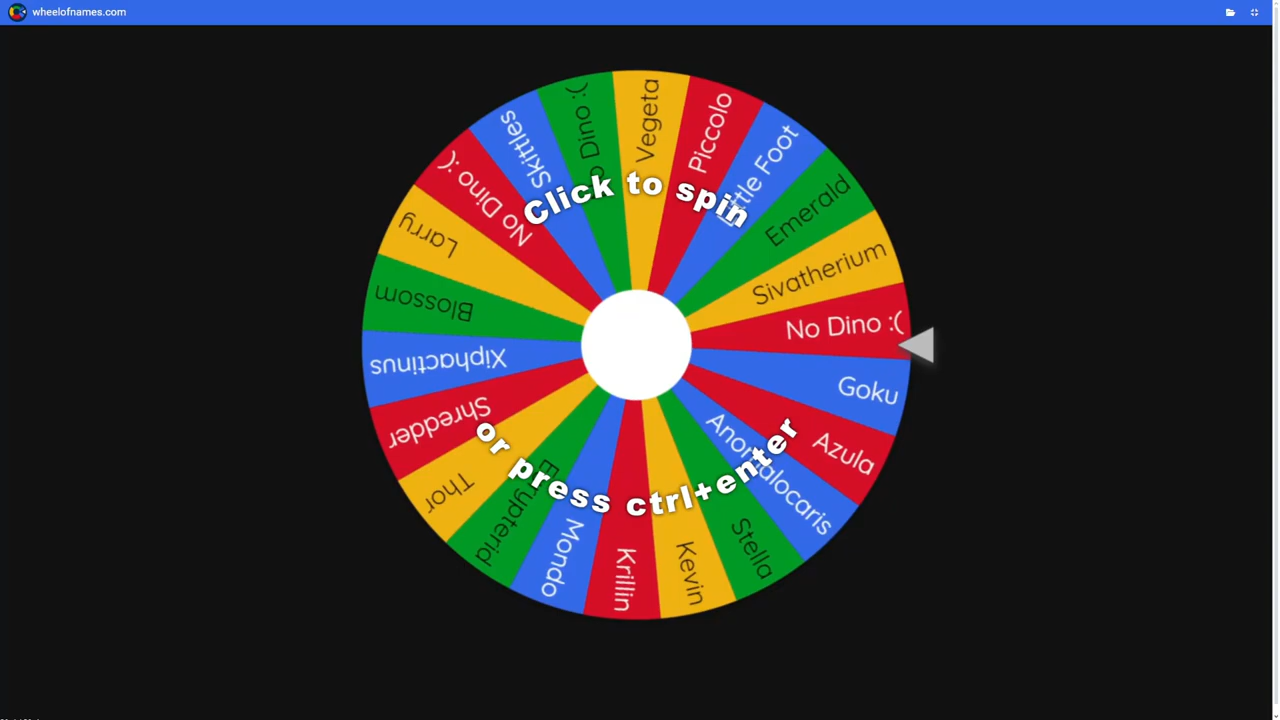 wheelofnames.com
Vegeta
Piccolo
Little Foot
Emerald
Sivatherium
No Dino :(
Goku
Azula
Anomalocaris
Stella
Kevin
Krillin
Mondo
Eurypterid
Thor
Shredder
Xiphactinus
Blossom
Larry
No Dino :(
Skittles
No Dino :(
Click to spin
or press ctrl+enter